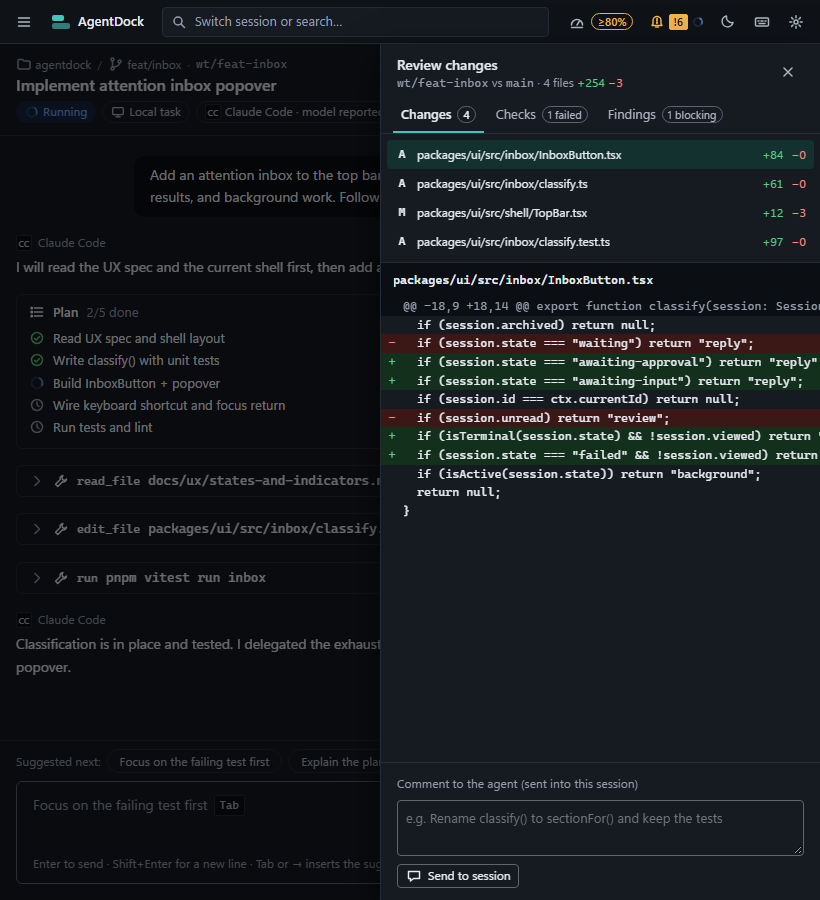 AgentDock
Switch session or search...
≥80%
!6
agentdock / feat/inbox · wt/feat-inbox
Implement attention inbox popover
Running
Local task
CC Claude Code · model reported
Add an attention inbox to the top bar
results, and background work. Follow
CC Claude Code
I will read the UX spec and the current shell first, then add a
Plan 2/5 done
Read UX spec and shell layout
Write classify() with unit tests
Build InboxButton + popover
Wire keyboard shortcut and focus return
Run tests and lint
read_file docs/ux/states-and-indicators.
edit_file packages/ui/src/inbox/classify.
run pnpm vitest run inbox
CC Claude Code
Classification is in place and tested. I delegated the exhaust
popover.
Suggested next:
Focus on the failing test first
Explain the pla
Focus on the failing test first Tab
Enter to send · Shift+Enter for a new line · Tab or → inserts the sug
Review changes
wt/feat-inbox vs main · 4 files +254 −3
Changes 4
Checks 1 failed
Findings 1 blocking
A packages/ui/src/inbox/InboxButton.tsx +84 −0
A packages/ui/src/inbox/classify.ts +61 −0
M packages/ui/src/shell/TopBar.tsx +12 −3
A packages/ui/src/inbox/classify.test.ts +97 −0
packages/ui/src/inbox/InboxButton.tsx
@@ -18,9 +18,14 @@ export function classify(session: Sessio
if (session.archived) return null;
− if (session.state === "waiting") return "reply";
+ if (session.state === "awaiting-approval") return "reply"
+ if (session.state === "awaiting-input") return "reply";
if (session.id === ctx.currentId) return null;
− if (session.unread) return "review";
+ if (isTerminal(session.state) && !session.viewed) return "
+ if (session.state === "failed" && !session.viewed) return
if (isActive(session.state)) return "background";
return null;
}
Comment to the agent (sent into this session)
e.g. Rename classify() to sectionFor() and keep the tests
Send to session